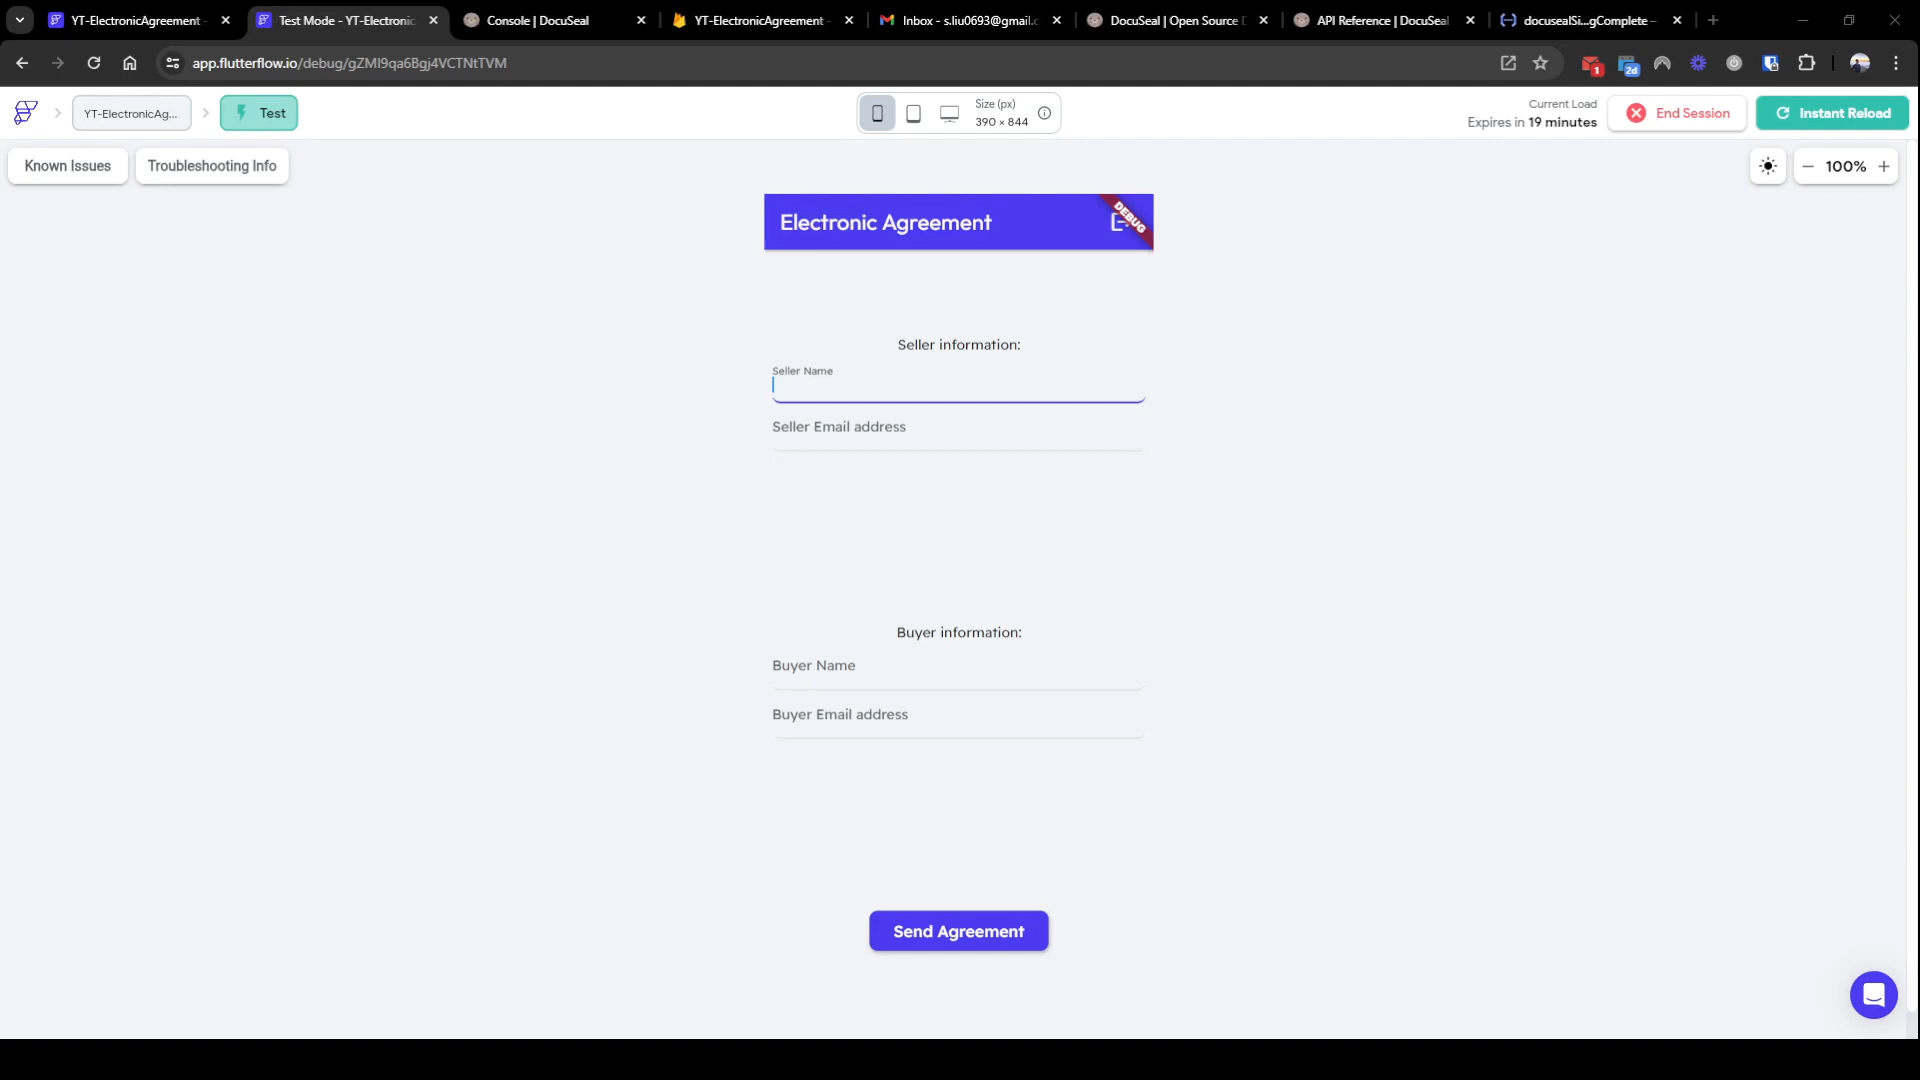 YT-ElectronicAgreement -
Test Mode - YT-Electronic
Console | DocuSeal
YT-ElectronicAgreement -
Inbox - s.liu0693@gmail.c
DocuSeal | Open Source D
API Reference | DocuSeal
docusealSi...gComplete –
app.flutterflow.io/debug/gZMI9qa6Bgj4VCTNtTVM
1
2d
YT-ElectronicAg...
Test
Size (px)
390 × 844
Current Load
Expires in 19 minutes
End Session
Instant Reload
Known Issues
Troubleshooting Info
100%
Electronic Agreement
DEBUG
Seller information:
Seller Name
Seller Email address
Buyer information:
Buyer Name
Buyer Email address
Send Agreement